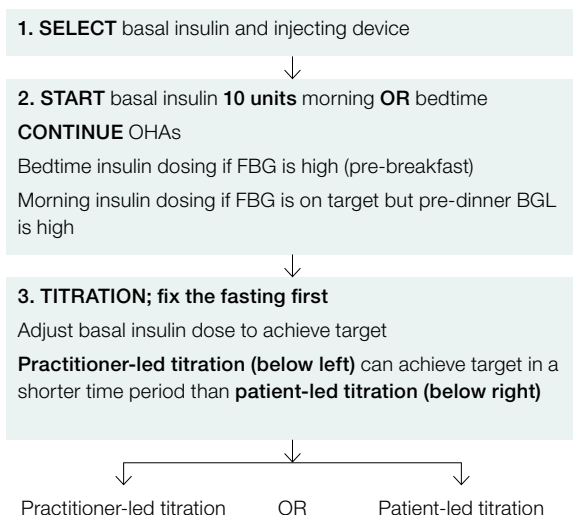 1. SELECT basal insulin and injecting device
2. START basal insulin 10 units morning OR bedtime
CONTINUE OHAs
Bedtime insulin dosing if FBG is high (pre-breakfast)
Morning insulin dosing if FBG is on target but pre-dinner BGL
is high
3. TITRATION; fix the fasting first
Adjust basal insulin dose to achieve target
Practitioner-led titration (below left) can achieve target in a
shorter time period than patient-led titration (below right)
Practitioner-led titration OR Patient-led titration